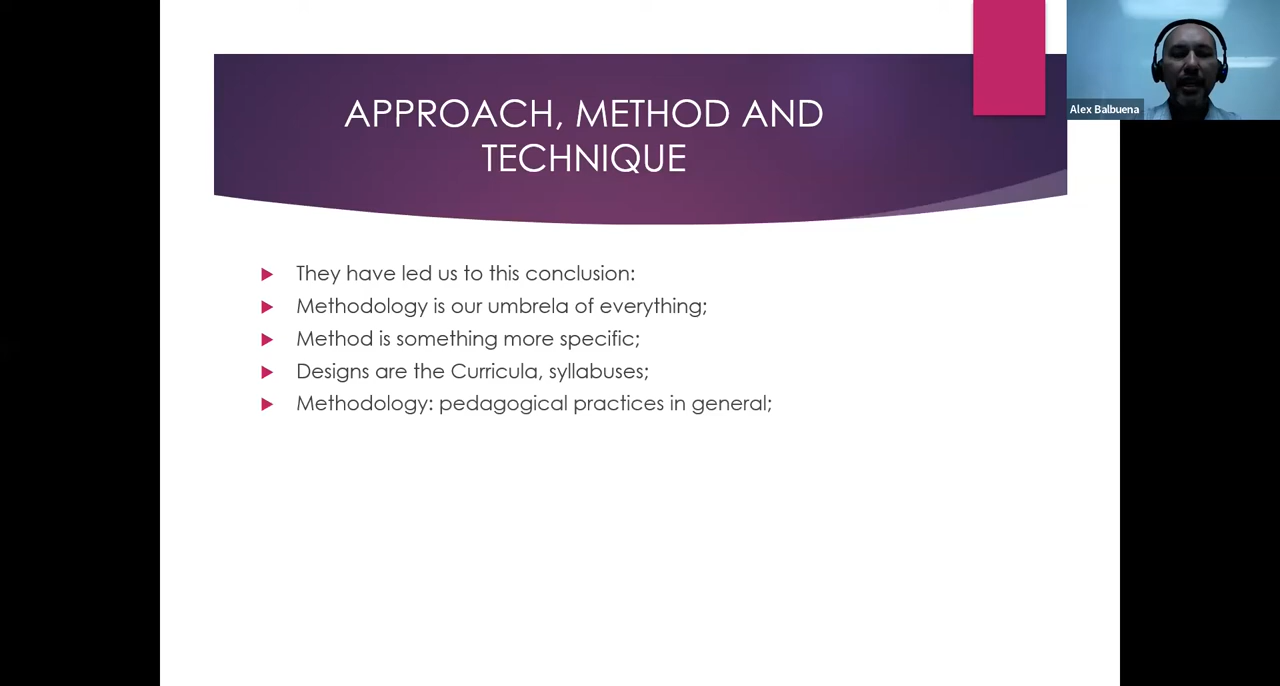 APPROACH, METHOD AND
TECHNIQUE
Alex Balbuena
They have led us to this conclusion:
Methodology is our umbrela of everything;
Method is something more specific;
Designs are the Curricula, syllabuses;
Methodology: pedagogical practices in general;